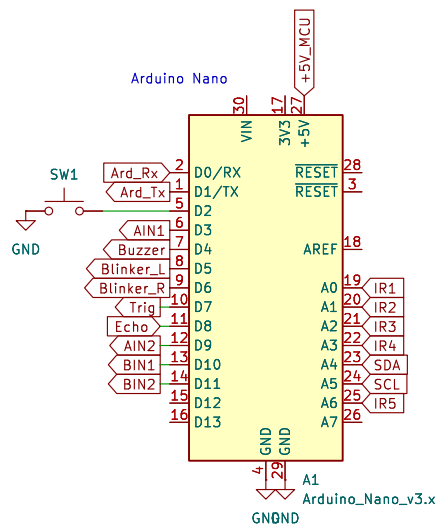 +5V_MCU
Arduino Nano
30 17 27
VIN 3V3 +5V
Ard_Rx 2 D0/RX RESET 28
Ard_Tx 1 D1/TX RESET 3
SW1 5 D2
GND
AIN1 6 D3
Buzzer 7 D4 AREF 18
Blinker_L 8 D5
Blinker_R 9 D6 A0 19 IR1
Trig 10 D7 A1 20 IR2
Echo 11 D8 A2 21 IR3
AIN2 12 D9 A3 22 IR4
BIN1 13 D10 A4 23 SDA
BIN2 14 D11 A5 24 SCL
15 D12 A6 25 IR5
16 D13 A7 26
GND GND
4 29
A1
Arduino_Nano_v3.x
GND GND